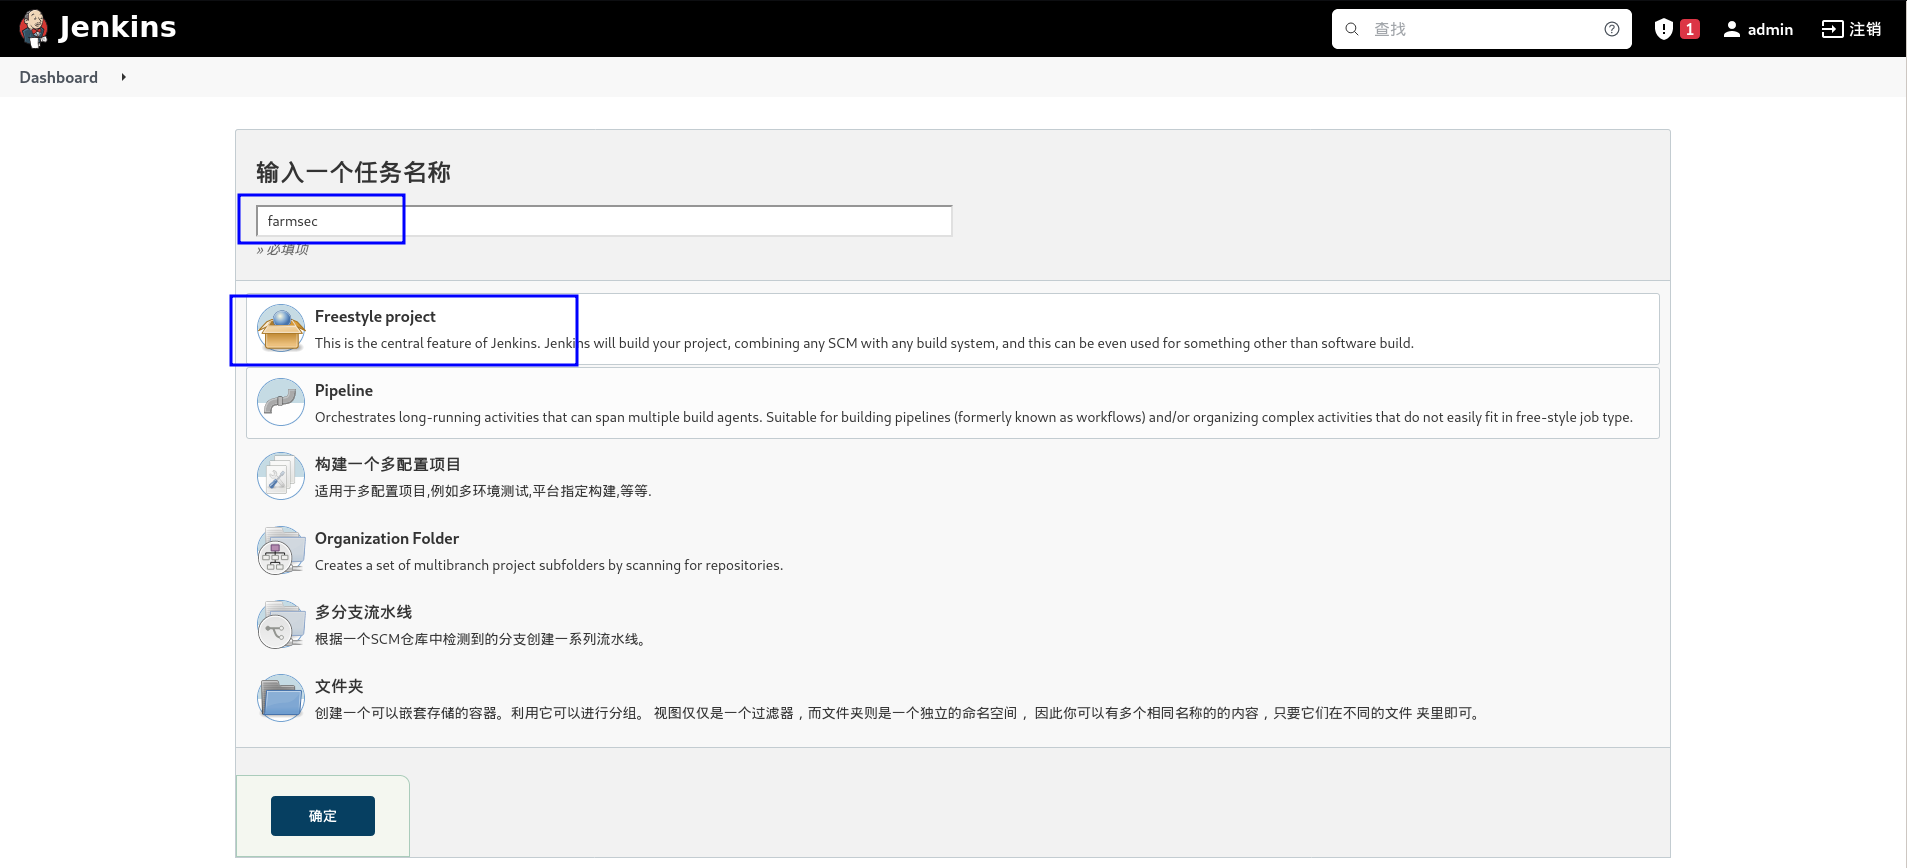 Jenkins
查找
1
admin
注销
Dashboard
输入一个任务名称
farmsec
» 必填项
Freestyle project
This is the central feature of Jenkins. Jenkins will build your project, combining any SCM with any build system, and this can be even used for something other than software build.
Pipeline
Orchestrates long-running activities that can span multiple build agents. Suitable for building pipelines (formerly known as workflows) and/or organizing complex activities that do not easily fit in free-style job type.
构建一个多配置项目
适用于多配置项目,例如多环境测试,平台指定构建,等等.
Organization Folder
Creates a set of multibranch project subfolders by scanning for repositories.
多分支流水线
根据一个SCM仓库中检测到的分支创建一系列流水线。
文件夹
创建一个可以嵌套存储的容器。利用它可以进行分组。 视图仅仅是一个过滤器，而文件夹则是一个独立的命名空间， 因此你可以有多个相同名称的的内容，只要它们在不同的文件 夹里即可。
确定